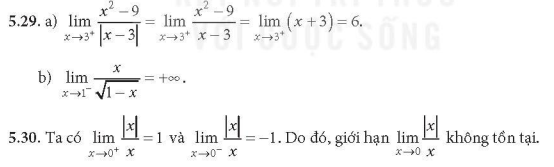 5.29. a) lim_{x→3⁺} (x² − 9)/|x − 3| = lim_{x→3⁺} (x² − 9)/(x − 3) = lim_{x→3⁺} (x + 3) = 6.
b) lim_{x→1⁻} x/√(1 − x) = +∞.
5.30. Ta có lim_{x→0⁺} |x|/x = 1 và lim_{x→0⁻} |x|/x = −1. Do đó, giới hạn lim_{x→0} |x|/x không tồn tại.